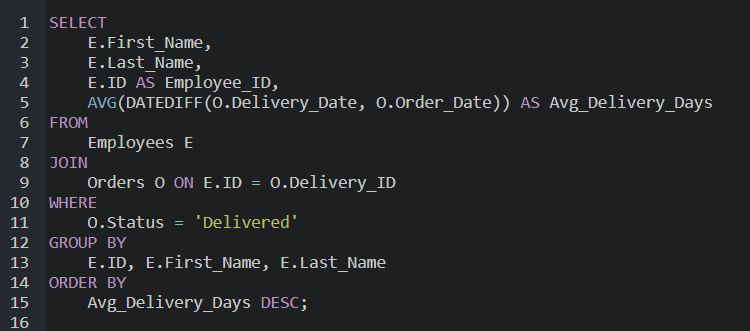 1 SELECT
2     E.First_Name,
3     E.Last_Name,
4     E.ID AS Employee_ID,
5     AVG(DATEDIFF(O.Delivery_Date, O.Order_Date)) AS Avg_Delivery_Days
6 FROM
7     Employees E
8 JOIN
9     Orders O ON E.ID = O.Delivery_ID
10 WHERE
11     O.Status = 'Delivered'
12 GROUP BY
13     E.ID, E.First_Name, E.Last_Name
14 ORDER BY
15     Avg_Delivery_Days DESC;
16